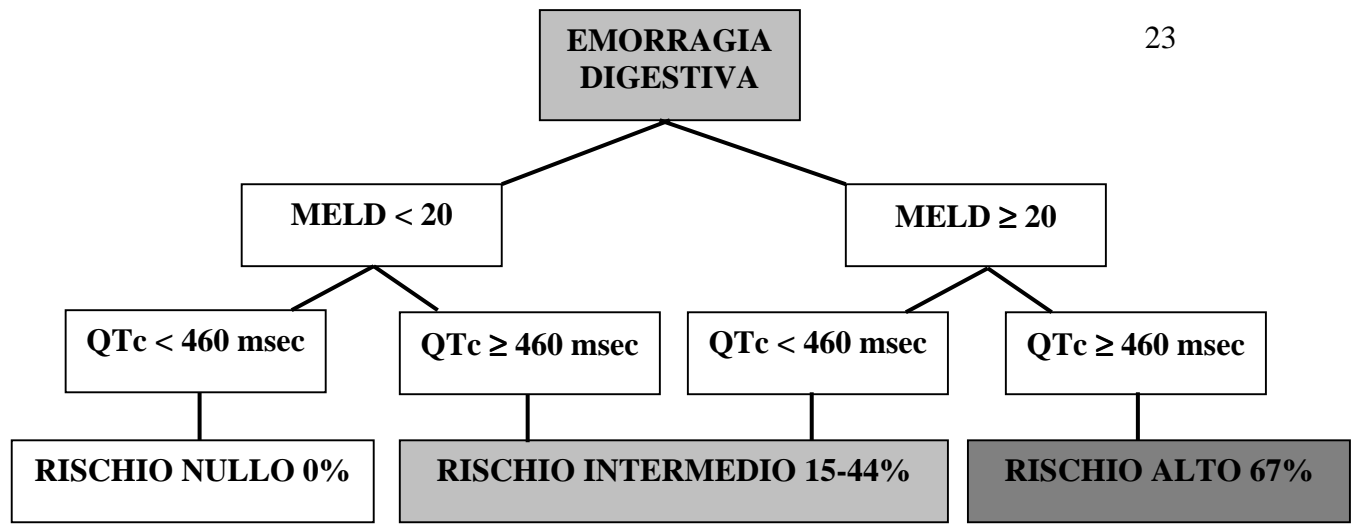 23
EMORRAGIA
DIGESTIVA
MELD < 20
MELD ≥ 20
QTc < 460 msec
QTc ≥ 460 msec
QTc < 460 msec
QTc ≥ 460 msec
RISCHIO NULLO 0%
RISCHIO INTERMEDIO 15-44%
RISCHIO ALTO 67%